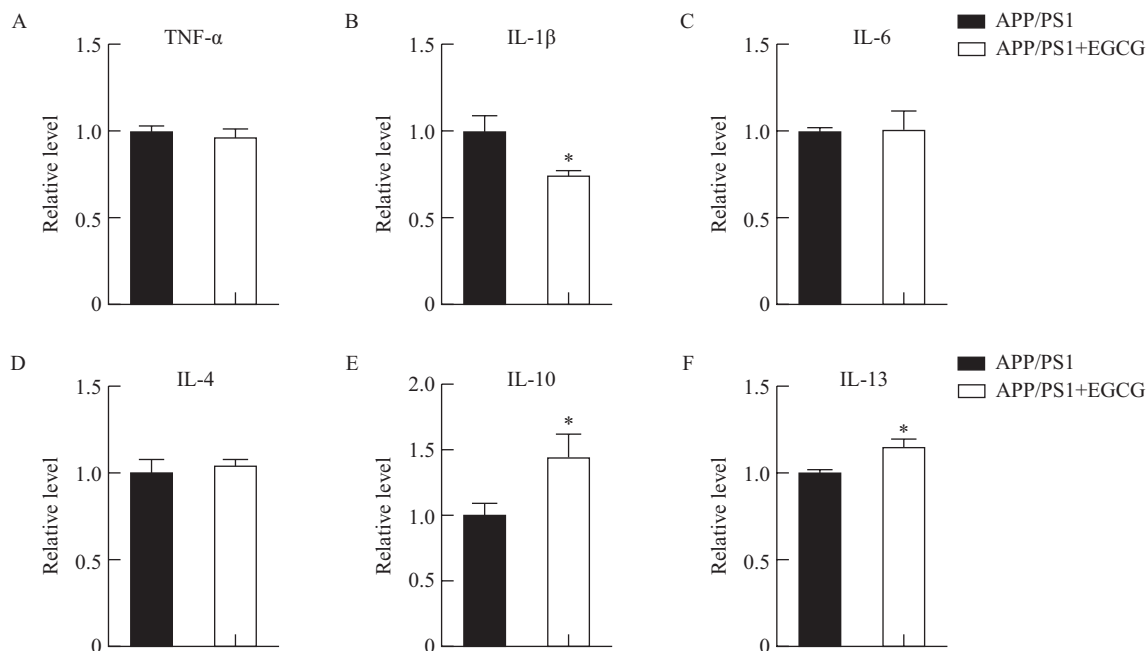 A
TNF-α
1.5
1.0
0.5
0
Relative level
B
IL-1β
1.5
1.0
0.5
0
Relative level
*
C
IL-6
1.5
1.0
0.5
0
Relative level
APP/PS1
APP/PS1+EGCG
D
IL-4
1.5
1.0
0.5
0
Relative level
E
IL-10
2.0
1.5
1.0
0.5
0
Relative level
*
F
IL-13
1.5
1.0
0.5
0
Relative level
*
APP/PS1
APP/PS1+EGCG